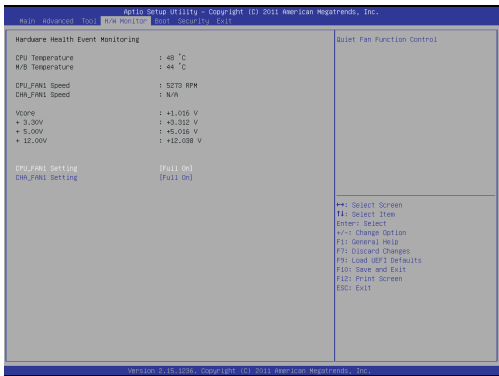 Aptio Setup Utility - Copyright (C) 2011 American Megatrends, Inc.
Main Advanced Tool H/W Monitor Boot Security Exit
Hardware Health Event Monitoring
Quiet Fan Function Control
CPU Temperature : 48 °C
M/B Temperature : 44 °C
CPU_FAN1 Speed : 5273 RPM
CHA_FAN1 Speed : N/A
Vcore : +1.016 V
+ 3.30V : +3.312 V
+ 5.00V : +5.016 V
+ 12.00V : +12.038 V
CPU_FAN1 Setting [Full On]
CHA_FAN1 Setting [Full On]
←→: Select Screen
↑↓: Select Item
Enter: Select
+/-: Change Option
F1: General Help
F7: Discard Changes
F9: Load UEFI Defaults
F10: Save and Exit
F12: Print Screen
ESC: Exit
Version 2.15.1236. Copyright (C) 2011 American Megatrends, Inc.